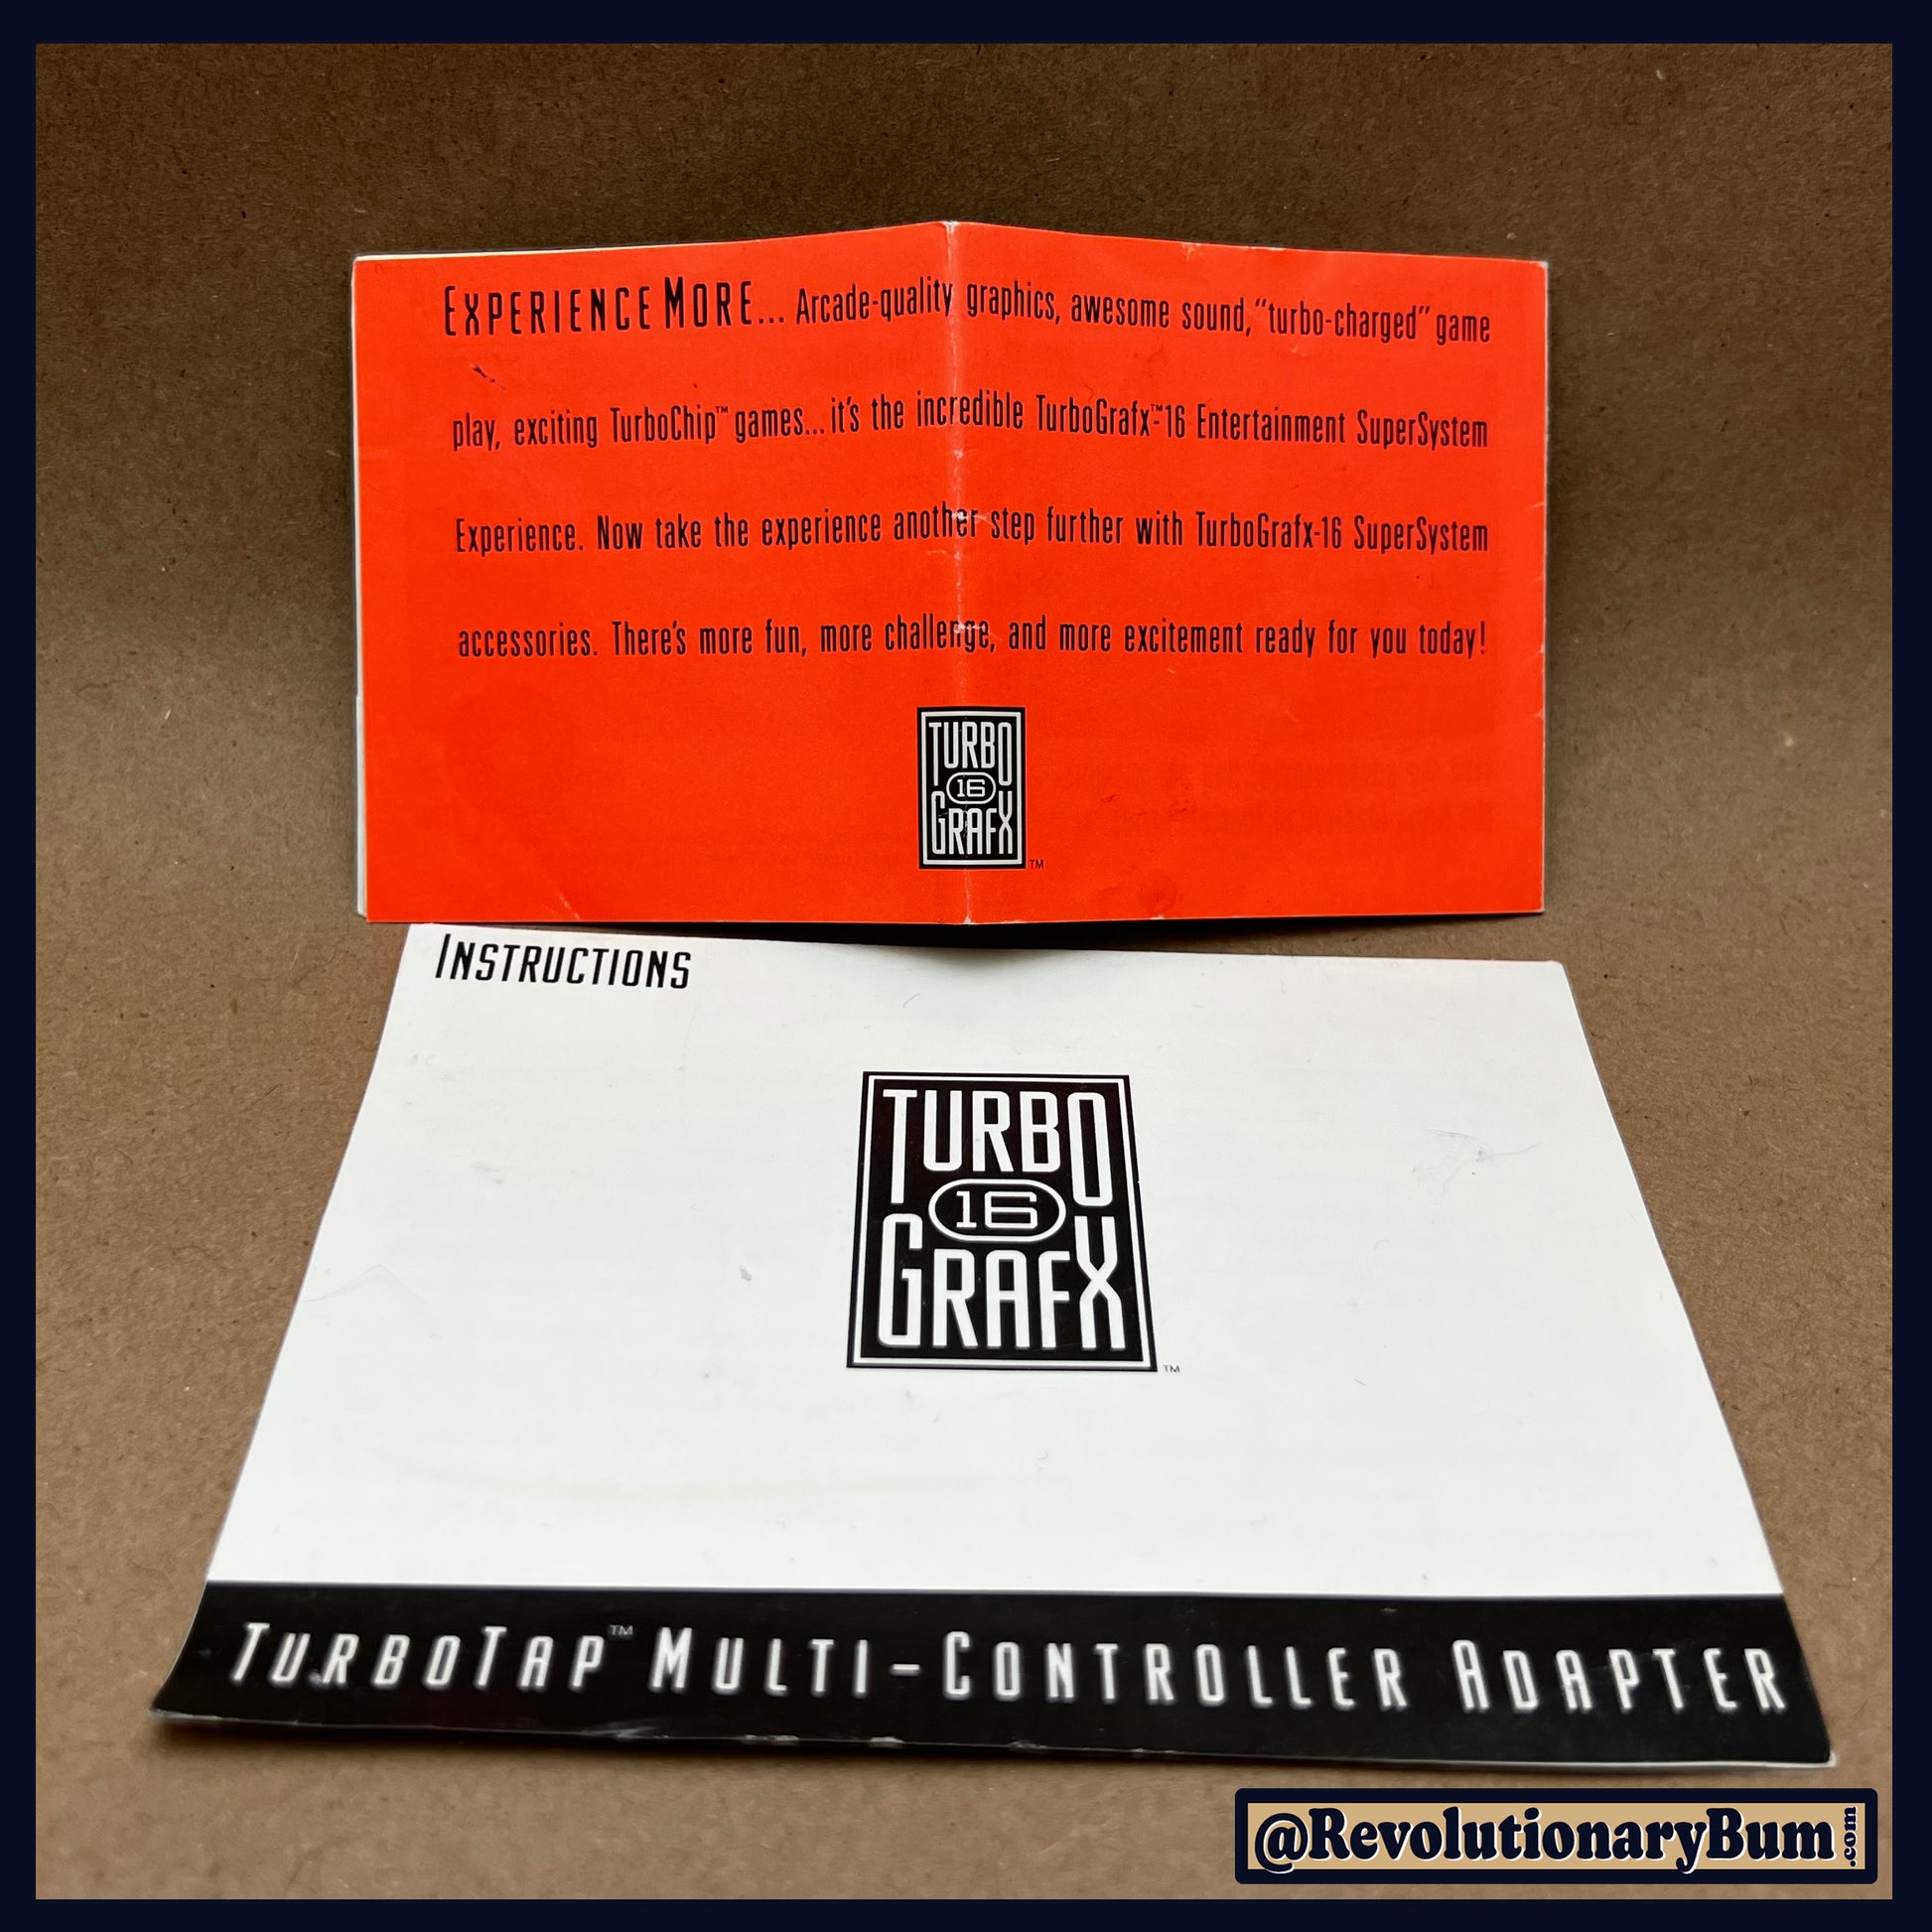 EXPERIENCE MORE... Arcade-quality graphics, awesome sound, "turbo-charged" game
play, exciting TurboChip™ games...it's the incredible TurboGrafx™-16 Entertainment SuperSystem
Experience. Now take the experience another step further with TurboGrafx-16 SuperSystem
accessories. There's more fun, more challenge, and more excitement ready for you today!
TURBO
16
GRAFX
TM
INSTRUCTIONS
TURBO
16
GRAFX
TM
TURBOTAP™ MULTI-CONTROLLER ADAPTER
@RevolutionaryBum.com